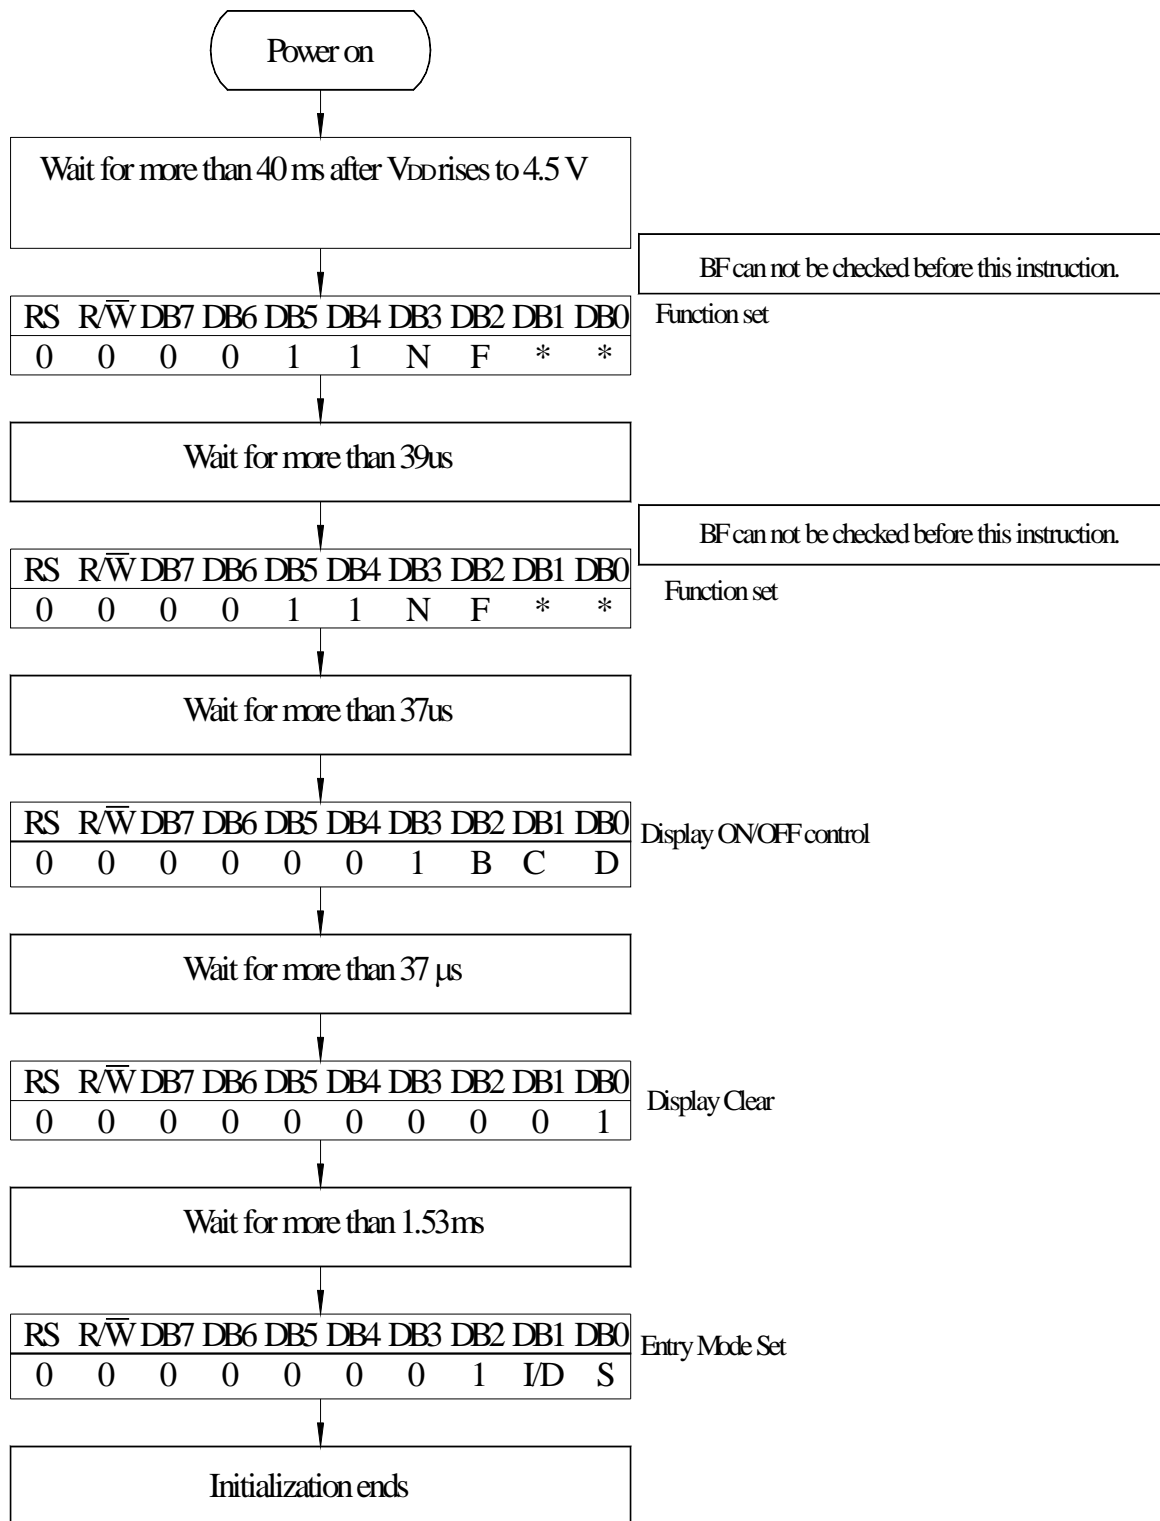 Power on
Wait for more than 40 ms after VDD rises to 4.5 V
BF can not be checked before this instruction.
RS R/W̅ DB7 DB6 DB5 DB4 DB3 DB2 DB1 DB0
Function set
0 0 0 0 1 1 N F * *
Wait for more than 39us
BF can not be checked before this instruction.
RS R/W̅ DB7 DB6 DB5 DB4 DB3 DB2 DB1 DB0
Function set
0 0 0 0 1 1 N F * *
Wait for more than 37us
RS R/W̅ DB7 DB6 DB5 DB4 DB3 DB2 DB1 DB0
Display ON/OFF control
0 0 0 0 0 0 1 B C D
Wait for more than 37 μs
RS R/W̅ DB7 DB6 DB5 DB4 DB3 DB2 DB1 DB0
Display Clear
0 0 0 0 0 0 0 0 0 1
Wait for more than 1.53ms
RS R/W̅ DB7 DB6 DB5 DB4 DB3 DB2 DB1 DB0
Entry Mode Set
0 0 0 0 0 0 0 1 I/D S
Initialization ends